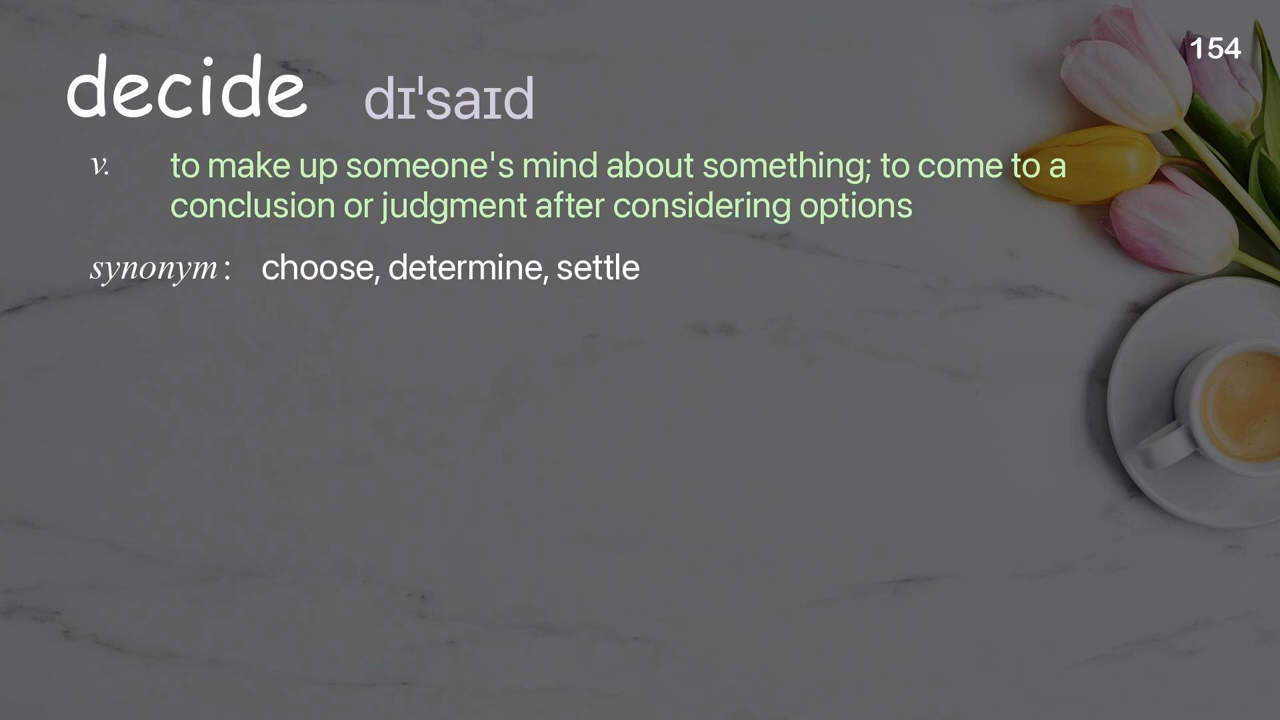 154
decide dɪˈsaɪd
v. to make up someone's mind about something; to come to a
conclusion or judgment after considering options
synonym: choose, determine, settle